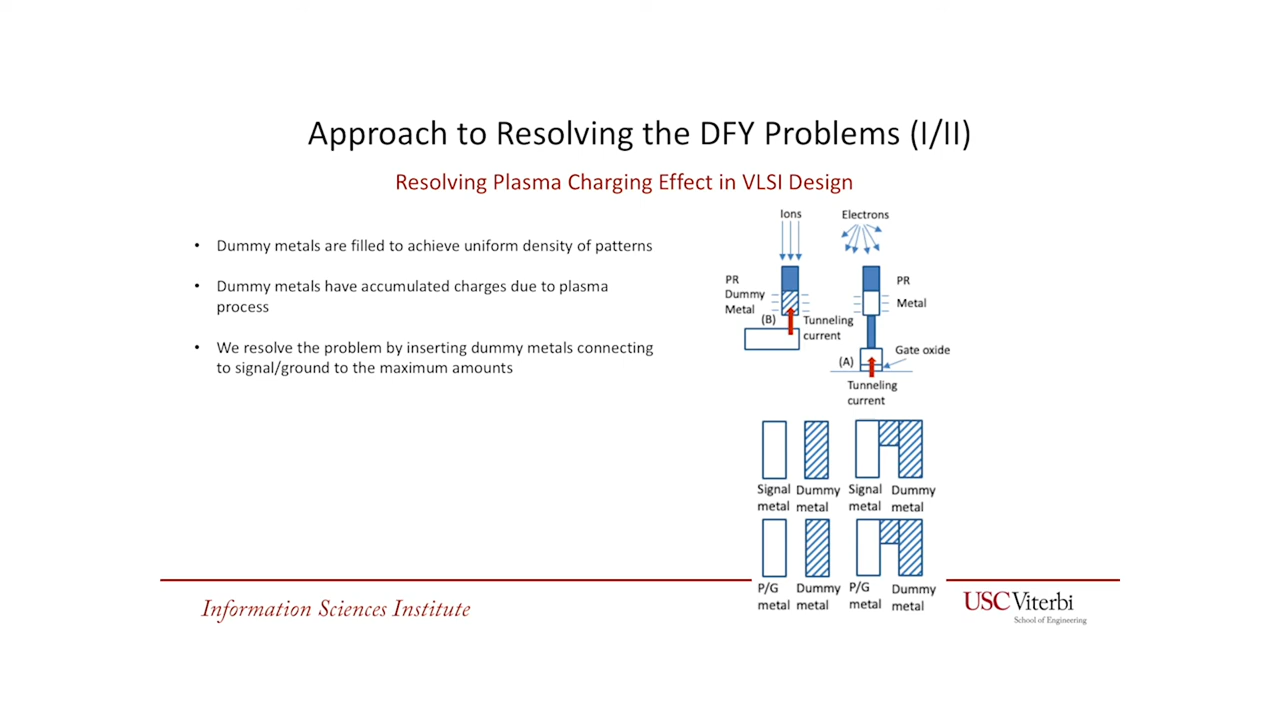 Approach to Resolving the DFY Problems (I/II)
Resolving Plasma Charging Effect in VLSI Design
• Dummy metals are filled to achieve uniform density of patterns
• Dummy metals have accumulated charges due to plasma
process
• We resolve the problem by inserting dummy metals connecting
to signal/ground to the maximum amounts
Ions
Electrons
PR
Dummy
Metal
(B)
Tunneling
current
PR
Metal
Gate oxide
(A)
Tunneling
current
Signal
metal
Dummy
metal
Signal
metal
Dummy
metal
P/G
metal
Dummy
metal
P/G
metal
Dummy
metal
Information Sciences Institute
USC Viterbi
School of Engineering